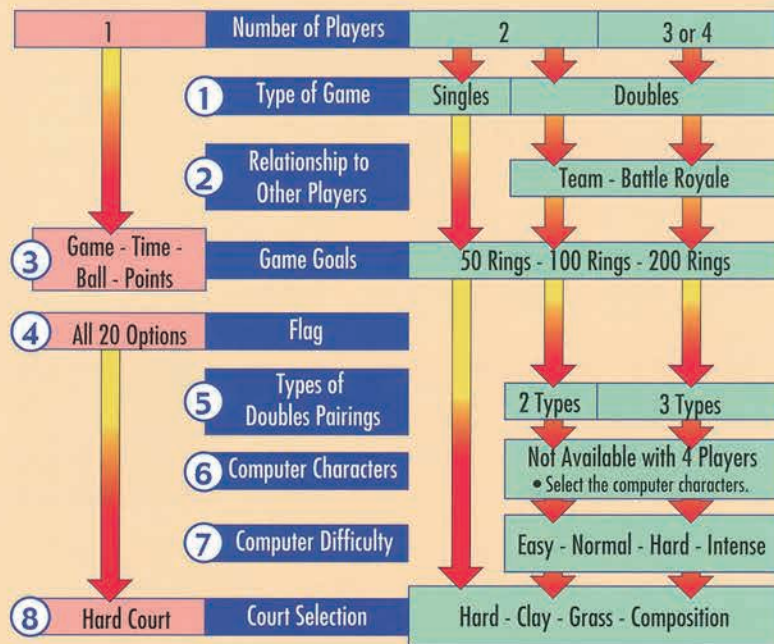 1 Number of Players 2 3 or 4
1 Type of Game Singles Doubles
2 Relationship to
Other Players
Team - Battle Royale
3 Game - Time -
Ball - Points
Game Goals 50 Rings - 100 Rings - 200 Rings
4 All 20 Options Flag
5 Types of
Doubles Pairings
2 Types 3 Types
6 Computer Characters
Not Available with 4 Players
• Select the computer characters.
7 Computer Difficulty Easy - Normal - Hard - Intense
8 Hard Court Court Selection Hard - Clay - Grass - Composition